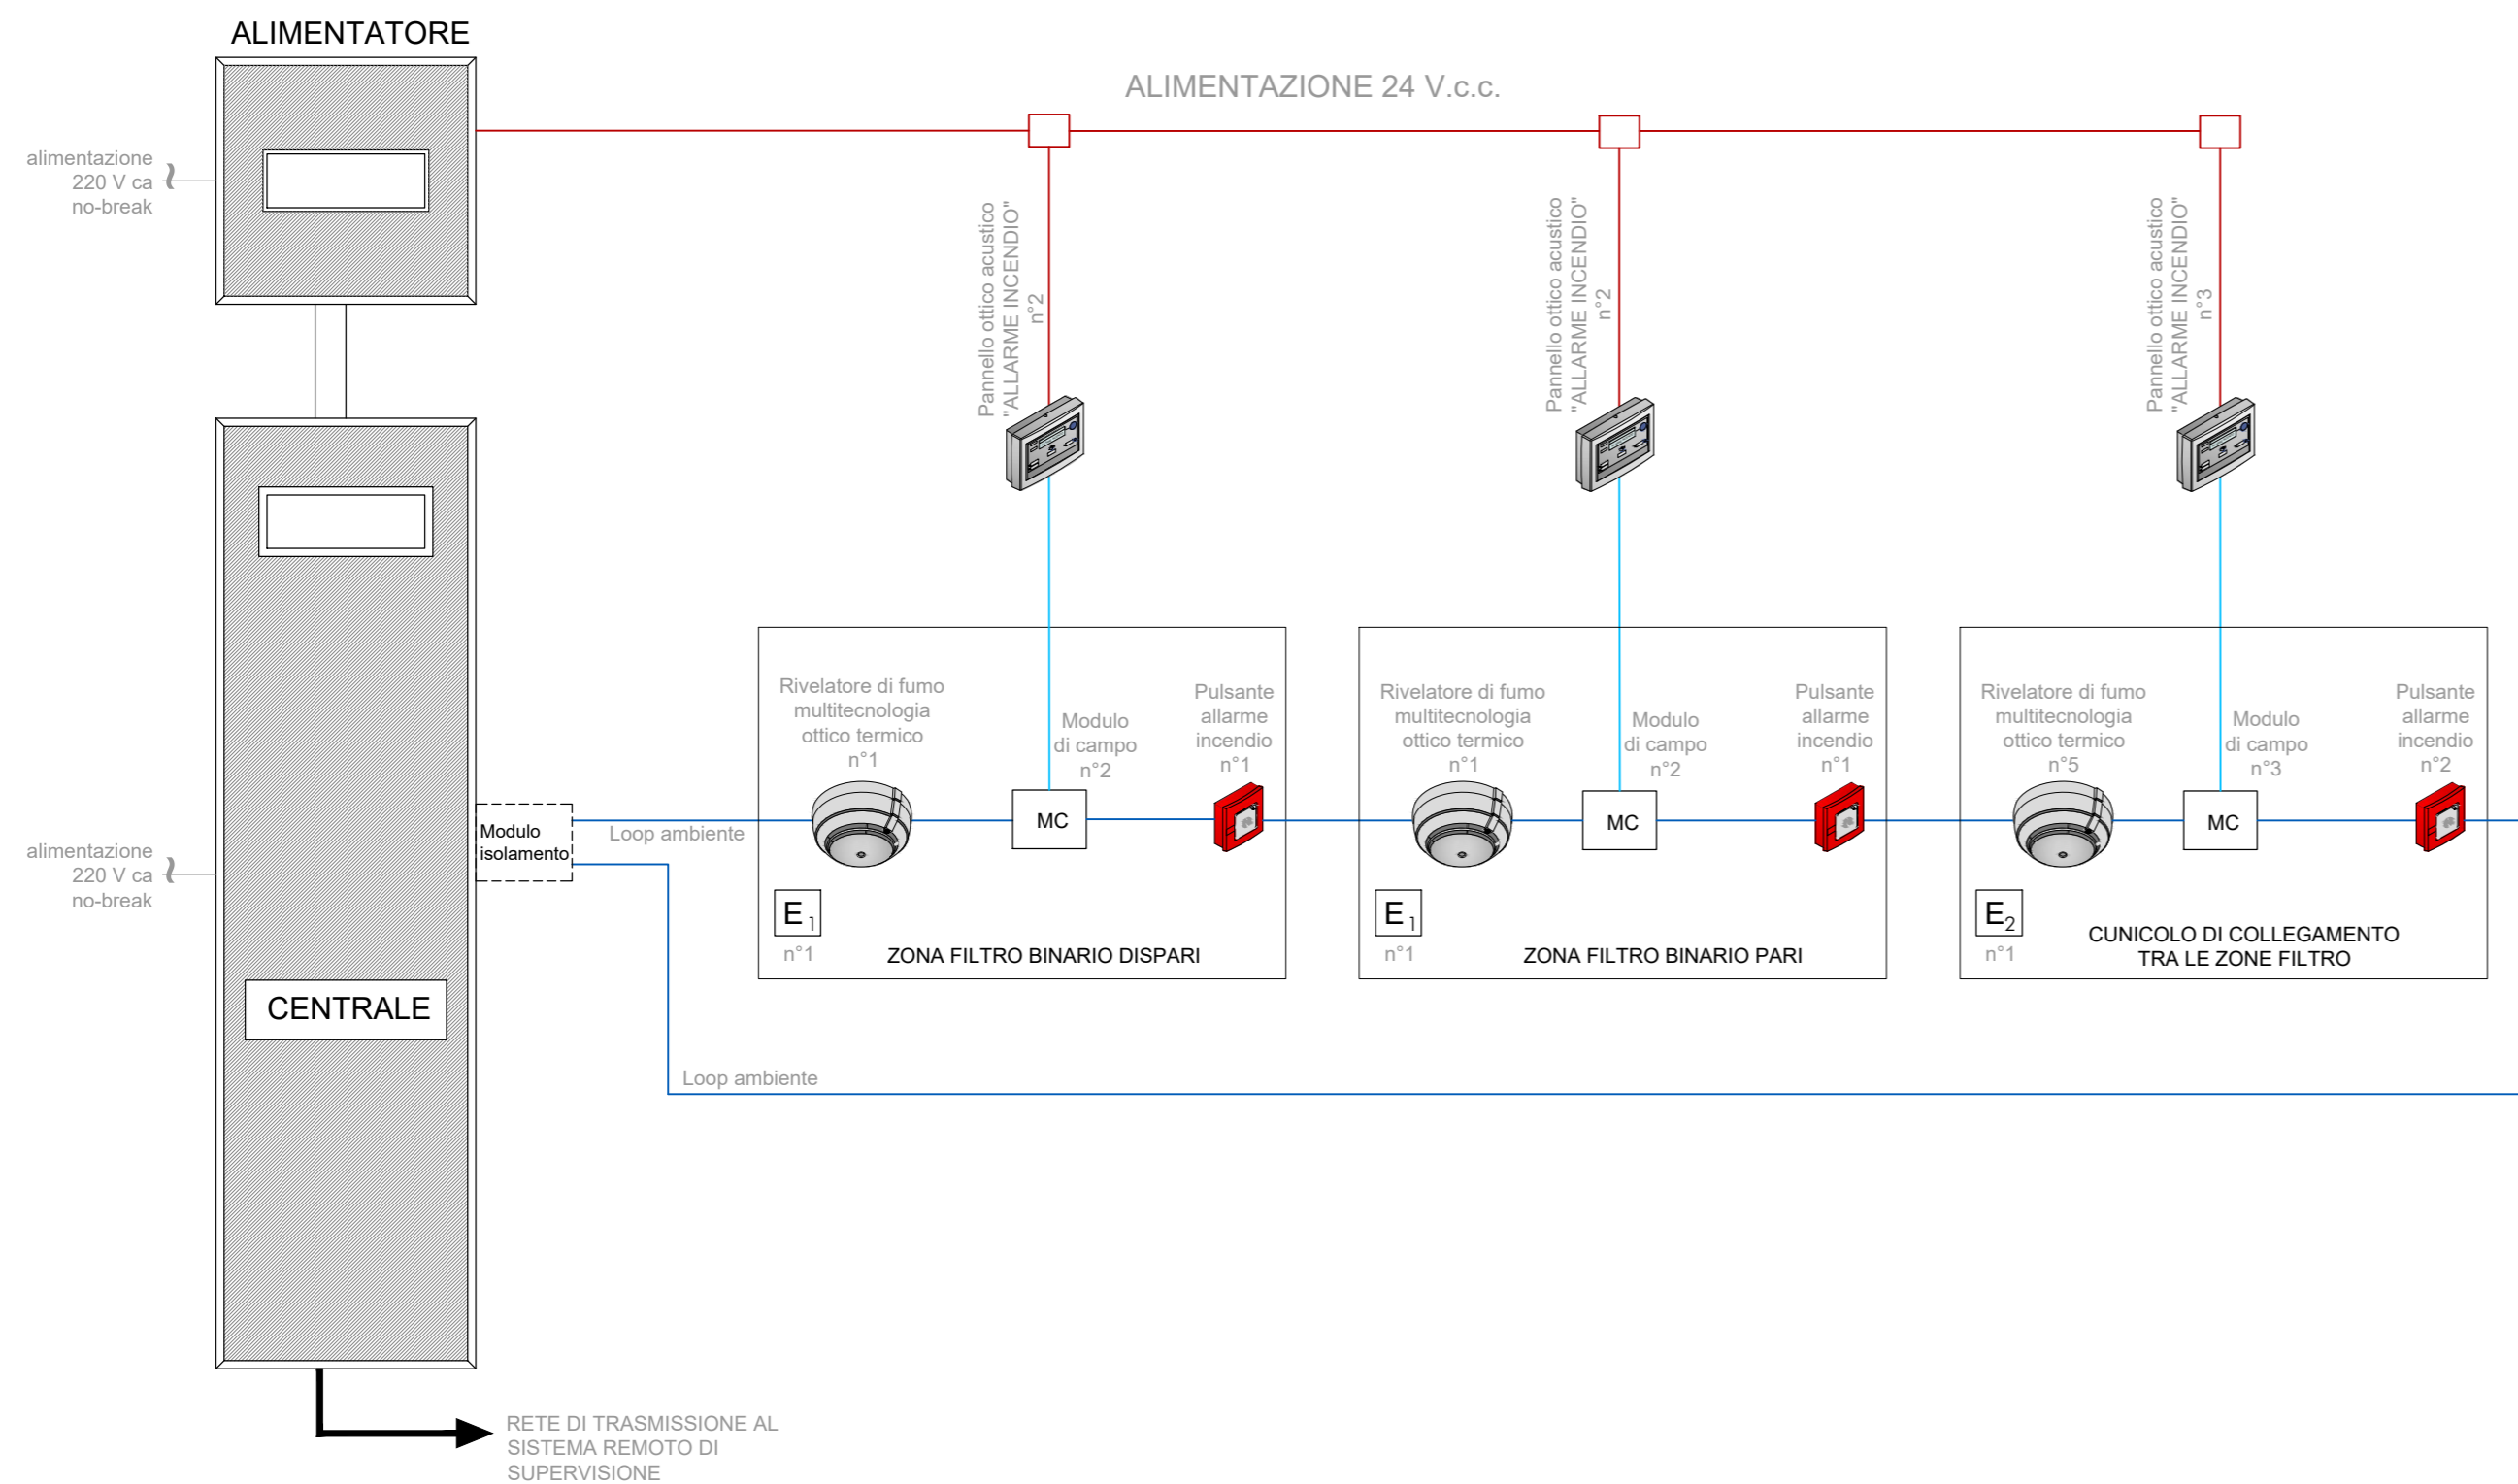 ALIMENTATORE
ALIMENTAZIONE 24 V.c.c.
alimentazione
220 V ca
no-break
Pannello ottico acustico
"ALLARME INCENDIO"
n°2
Pannello ottico acustico
"ALLARME INCENDIO"
n°2
Pannello ottico acustico
"ALLARME INCENDIO"
n°3
Rivelatore di fumo
multitecnologia
ottico termico
n°1
Modulo
di campo
n°2
Pulsante
allarme
incendio
n°1
MC
E1
n°1
ZONA FILTRO BINARIO DISPARI
Rivelatore di fumo
multitecnologia
ottico termico
n°1
Modulo
di campo
n°2
Pulsante
allarme
incendio
n°1
MC
E1
n°1
ZONA FILTRO BINARIO PARI
Rivelatore di fumo
multitecnologia
ottico termico
n°5
Modulo
di campo
n°3
Pulsante
allarme
incendio
n°2
MC
E2
n°1
CUNICOLO DI COLLEGAMENTO
TRA LE ZONE FILTRO
Modulo
isolamento
Loop ambiente
alimentazione
220 V ca
no-break
CENTRALE
Loop ambiente
RETE DI TRASMISSIONE AL
SISTEMA REMOTO DI
SUPERVISIONE